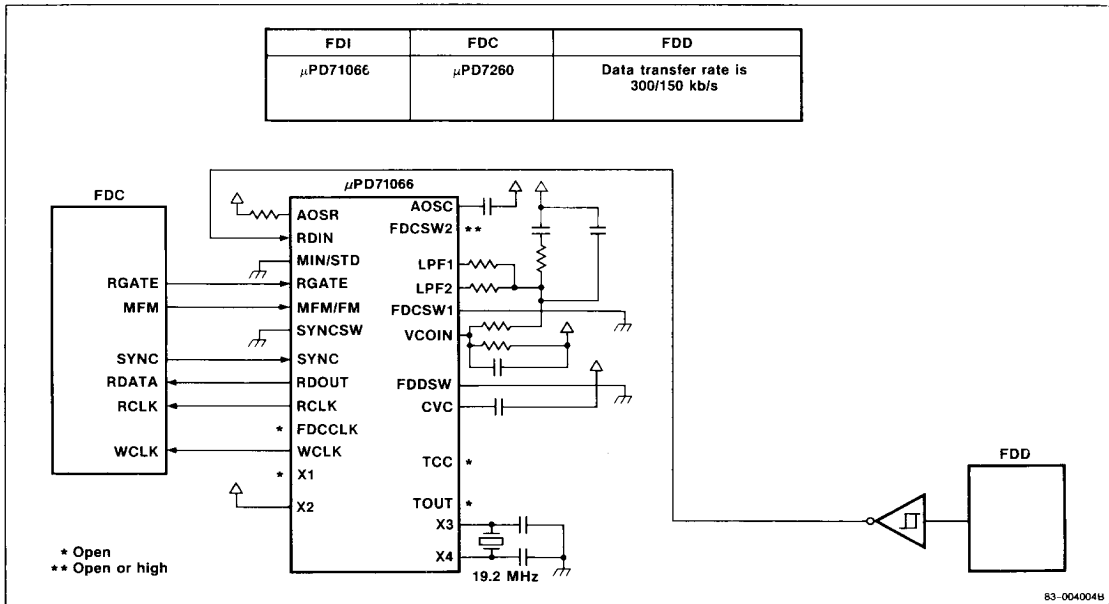 FDI FDC FDD
μPD71066 μPD7260 Data transfer rate is
300/150 kb/s
μPD71066
FDC
AOSR
RDIN
MIN/STD
RGATE RGATE
MFM MFM/FM
SYNCSW
SYNC SYNC
RDATA RDOUT
RCLK RCLK
* FDCCLK
WCLK WCLK
* X1
X2
AOSC
FDCSW2 **
LPF1
LPF2
FDCSW1
VCOIN
FDDSW
CVC
TCC *
TOUT *
X3
X4
19.2 MHz
FDD
* Open
** Open or high
83-004004B